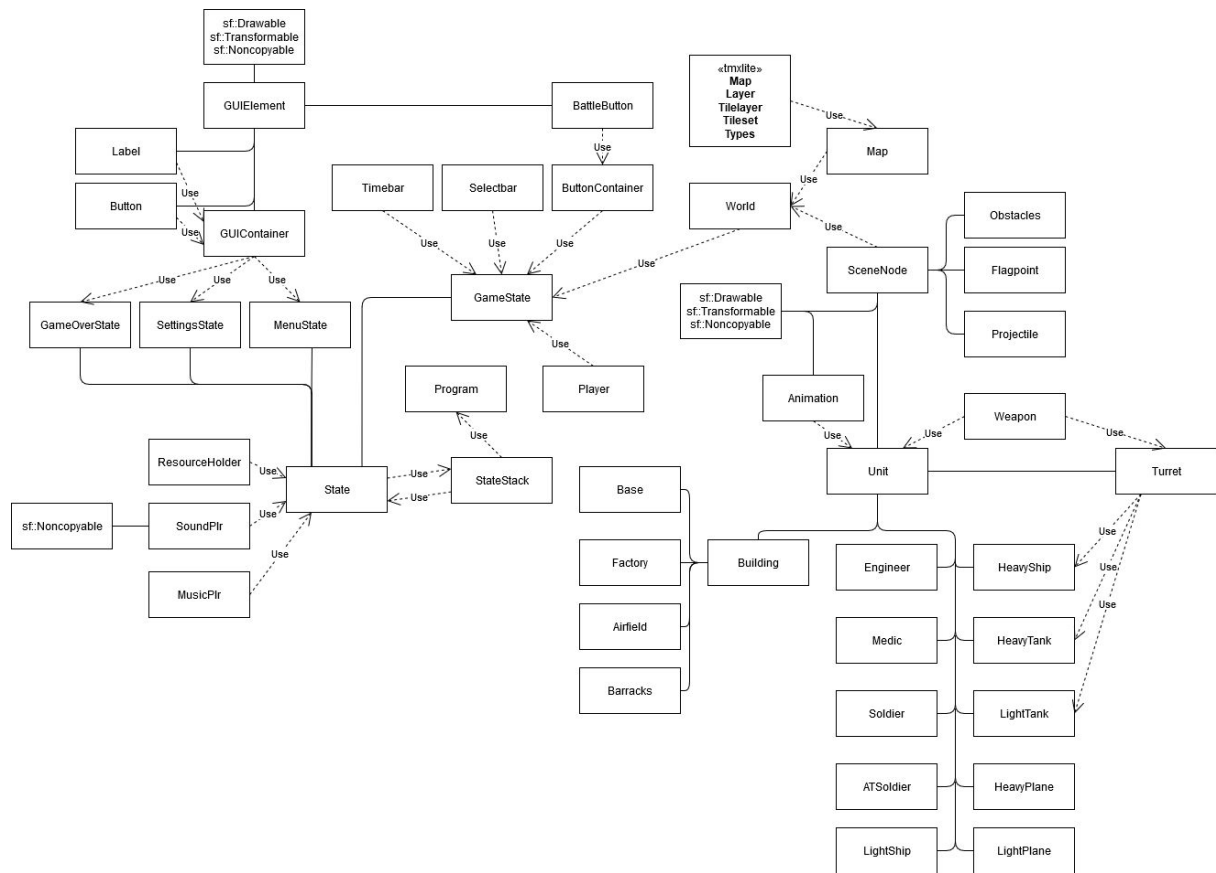 sf::Drawable
sf::Transformable
sf::Noncopyable
GUIElement
BattleButton
«tmxlite»
Map
Layer
Tilelayer
Tileset
Types
Use
Map
Label
Use
Use
Button
Use
Timebar
Selectbar
ButtonContainer
World
Use
Obstacles
GUIContainer
Use
Use
Use
Use
Use
SceneNode
Flagpoint
Use
Use
Use
GameState
sf::Drawable
sf::Transformable
sf::Noncopyable
GameOverState
SettingsState
MenuState
Projectile
Use
Program
Player
Animation
Weapon
Use
Use
Use
Use
ResourceHolder
Use
State
Use
Use
StateStack
Unit
Turret
Base
sf::Noncopyable
SoundPlr
Use
Use
MusicPlr
Factory
Building
Engineer
HeavyShip
Use
Use
Use
Airfield
Medic
HeavyTank
Barracks
Soldier
LightTank
ATSoldier
HeavyPlane
LightShip
LightPlane